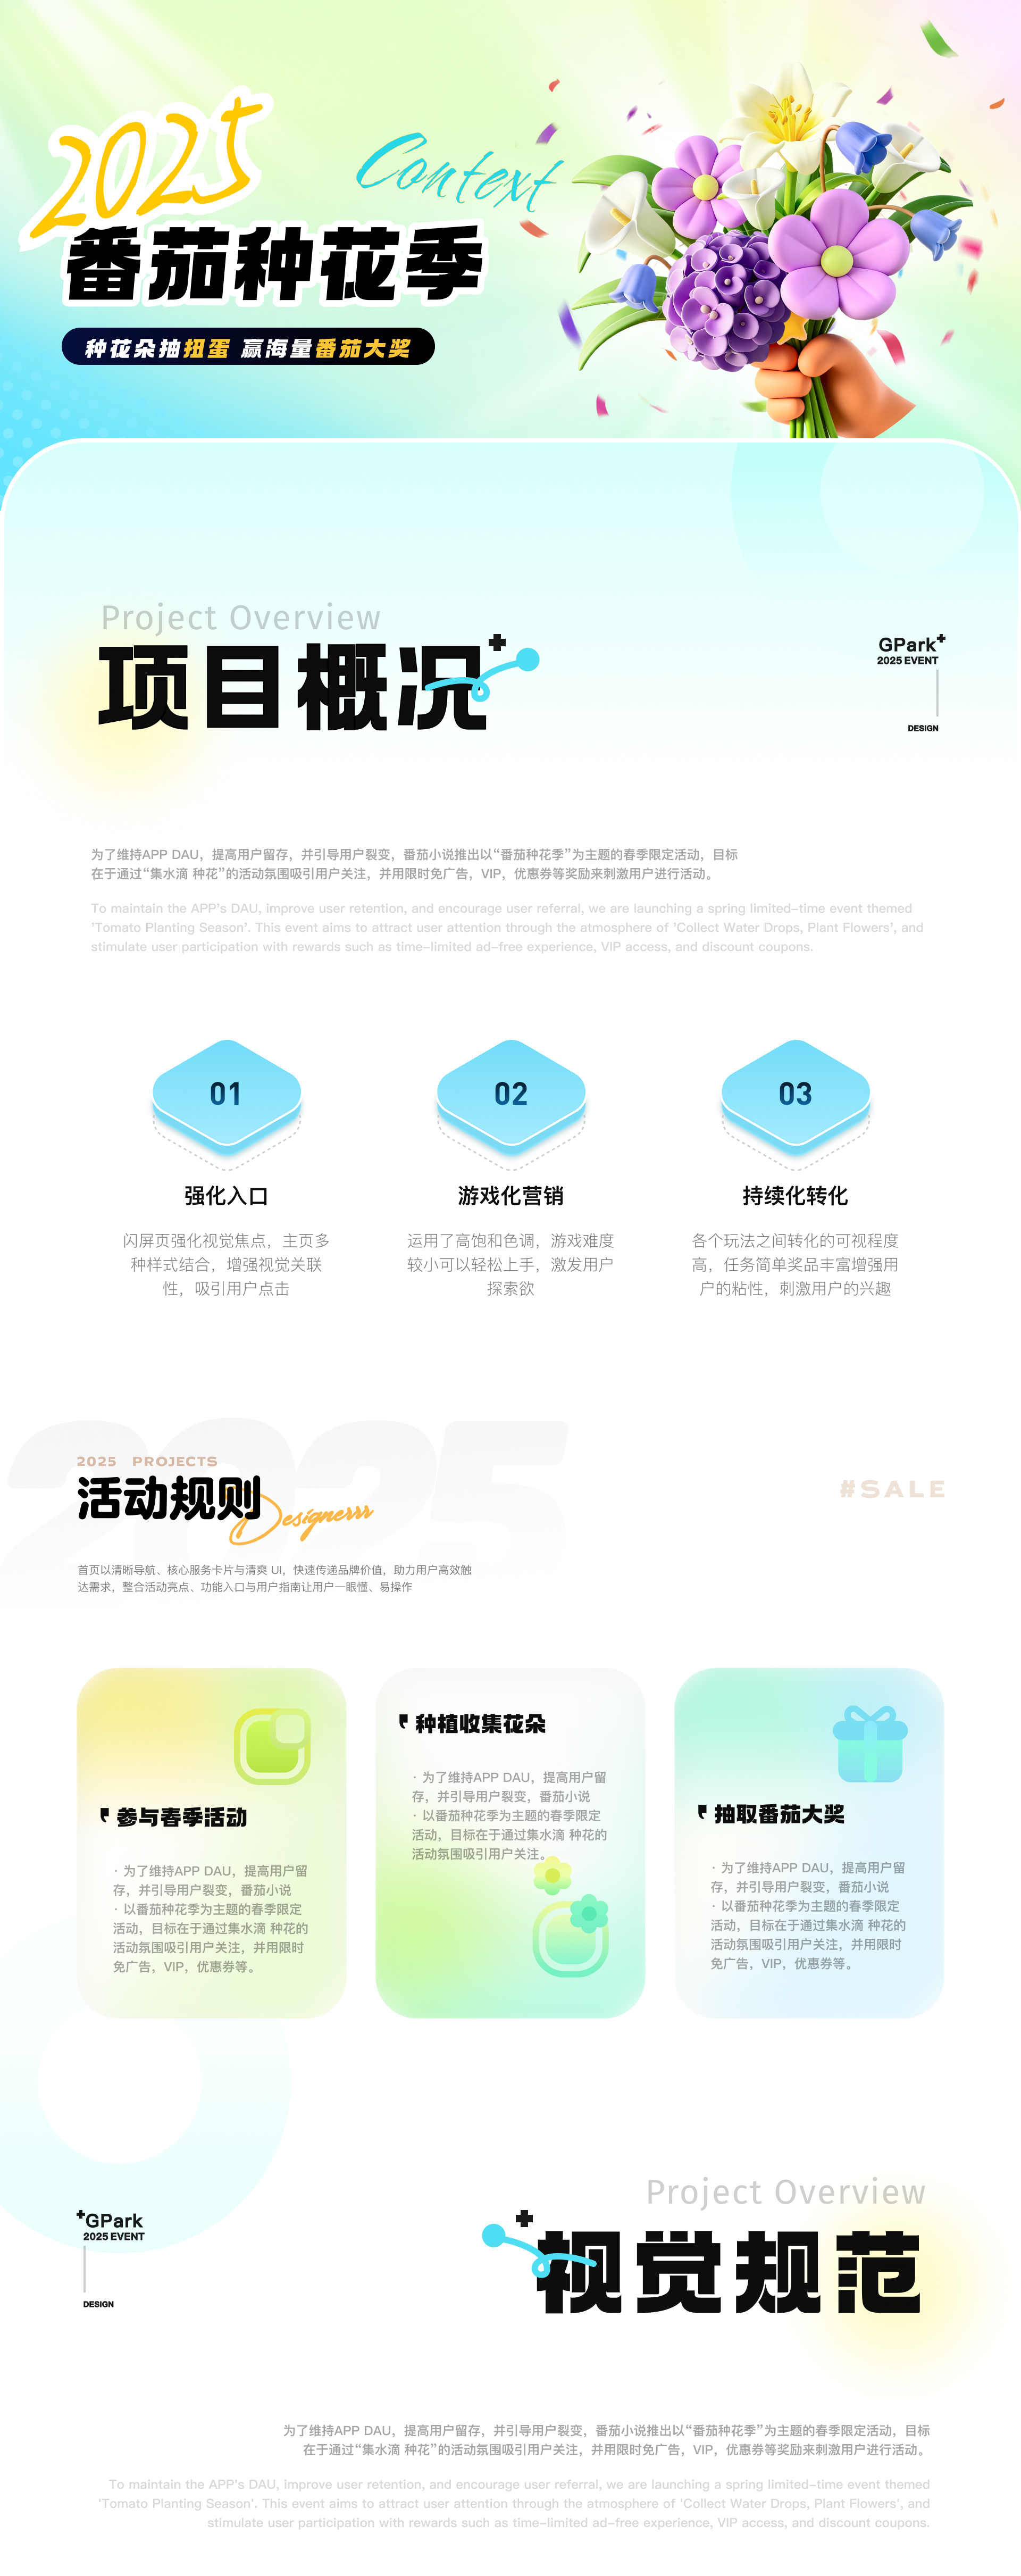 2025
Context
番茄种花季
种花朵抽扭蛋 赢海量番茄大奖
Project Overview
项目概况
GPark
2025 EVENT
DESIGN
为了维持APP DAU，提高用户留存，并引导用户裂变，番茄小说推出以“番茄种花季”为主题的春季限定活动，目标
在于通过“集水滴 种花”的活动氛围吸引用户关注，并用限时免广告，VIP，优惠券等奖励来刺激用户进行活动。
To maintain the APP's DAU, improve user retention, and encourage user referral, we are launching a spring limited-time event themed
'Tomato Planting Season'. This event aims to attract user attention through the atmosphere of 'Collect Water Drops, Plant Flowers', and
stimulate user participation with rewards such as time-limited ad-free experience, VIP access, and discount coupons.
01
02
03
强化入口
游戏化营销
持续化转化
闪屏页强化视觉焦点，主页多
种样式结合，增强视觉关联
性，吸引用户点击
运用了高饱和色调，游戏难度
较小可以轻松上手，激发用户
探索欲
各个玩法之间转化的可视程度
高，任务简单奖品丰富增强用
户的粘性，刺激用户的兴趣
2025
2025 PROJECTS
活动规则
Designerrr
#SALE
首页以清晰导航、核心服务卡片与清爽 UI，快速传递品牌价值，助力用户高效触
达需求，整合活动亮点、功能入口与用户指南让用户一眼懂、易操作
参与春季活动
· 为了维持APP DAU，提高用户留
存，并引导用户裂变，番茄小说
· 以番茄种花季为主题的春季限定
活动，目标在于通过集水滴 种花的
活动氛围吸引用户关注，并用限时
免广告，VIP，优惠券等。
种植收集花朵
· 为了维持APP DAU，提高用户留
存，并引导用户裂变，番茄小说
· 以番茄种花季为主题的春季限定
活动，目标在于通过集水滴 种花的
活动氛围吸引用户关注。
抽取番茄大奖
· 为了维持APP DAU，提高用户留
存，并引导用户裂变，番茄小说
· 以番茄种花季为主题的春季限定
活动，目标在于通过集水滴 种花的
活动氛围吸引用户关注，并用限时
免广告，VIP，优惠券等。
GPark
2025 EVENT
DESIGN
Project Overview
视觉规范
为了维持APP DAU，提高用户留存，并引导用户裂变，番茄小说推出以“番茄种花季”为主题的春季限定活动，目标
在于通过“集水滴 种花”的活动氛围吸引用户关注，并用限时免广告，VIP，优惠券等奖励来刺激用户进行活动。
To maintain the APP's DAU, improve user retention, and encourage user referral, we are launching a spring limited-time event themed
'Tomato Planting Season'. This event aims to attract user attention through the atmosphere of 'Collect Water Drops, Plant Flowers', and
stimulate user participation with rewards such as time-limited ad-free experience, VIP access, and discount coupons.